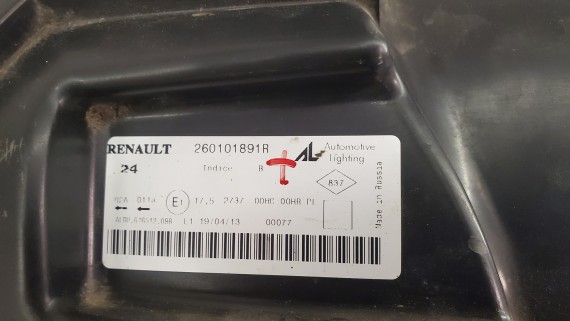 RENAULT 260101891R AL Automotive Lighting
24 Indice B
837
E1 17,5 2737 00HC 00HR PL
L1 19/04/13 00077
Made in Russia